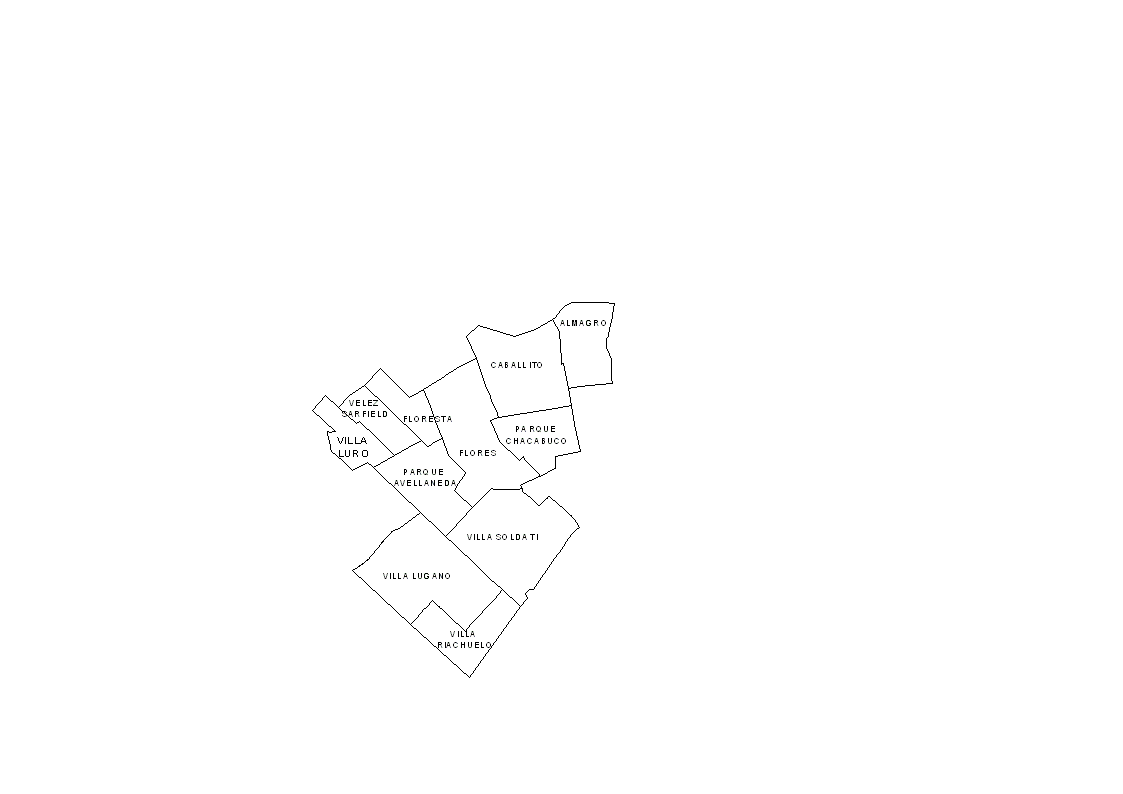 ALMAGRO
CABALLITO
VELEZ
SARFIELD
FLORESTA
PARQUE
CHACABUCO
VILLA
LURO
FLORES
PARQUE
AVELLANEDA
VILLA SOLDATI
VILLA LUGANO
VILLA
RIACHUELO